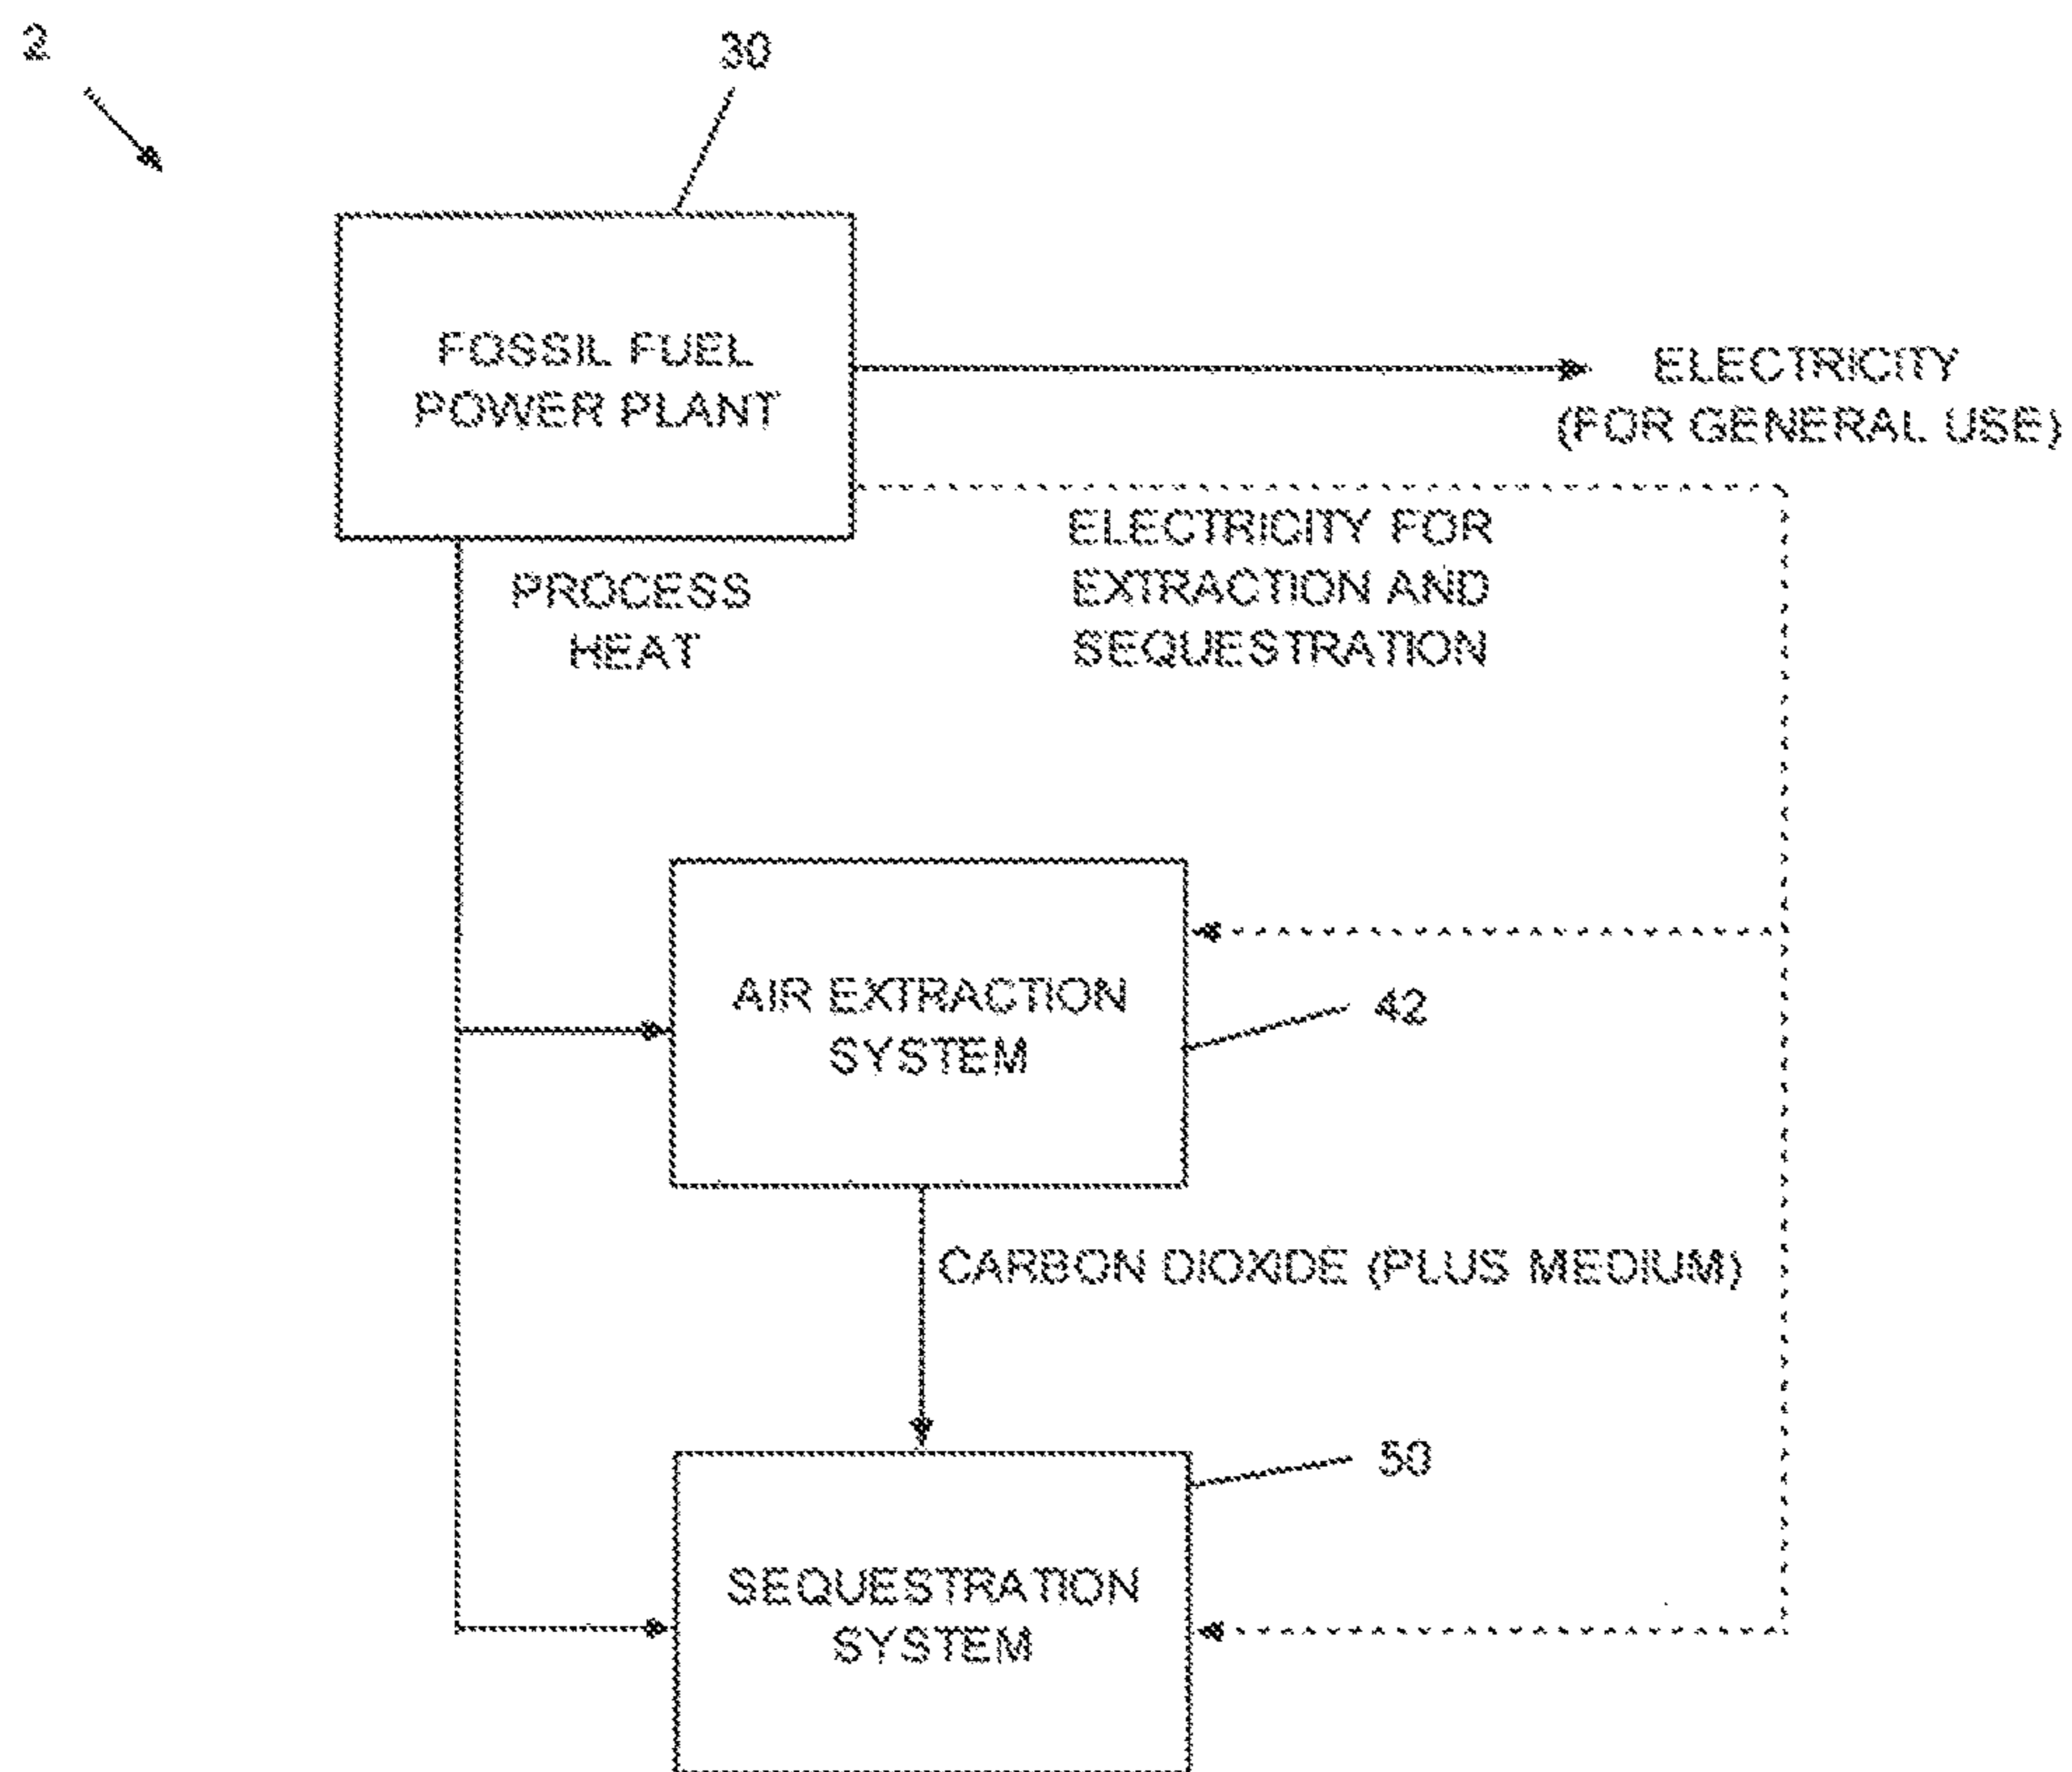 2
30
FOSSIL FUEL
POWER PLANT
ELECTRICITY
(FOR GENERAL USE)
ELECTRICITY FOR
EXTRACTION AND
SEQUESTRATION
PROCESS
HEAT
AIR EXTRACTION
SYSTEM
42
CARBON DIOXIDE (PLUS MEDIUM)
50
SEQUESTRATION
SYSTEM